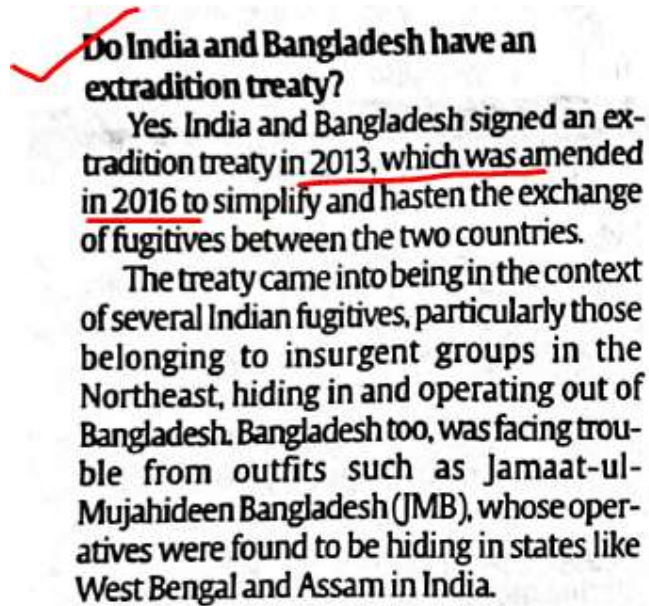 Do India and Bangladesh have an
extradition treaty?
Yes. India and Bangladesh signed an ex-
tradition treaty in 2013, which was amended
in 2016 to simplify and hasten the exchange
of fugitives between the two countries.
The treaty came into being in the context
of several Indian fugitives, particularly those
belonging to insurgent groups in the
Northeast, hiding in and operating out of
Bangladesh. Bangladesh too, was facing trou-
ble from outfits such as Jamaat-ul-
Mujahideen Bangladesh (JMB), whose oper-
atives were found to be hiding in states like
West Bengal and Assam in India.